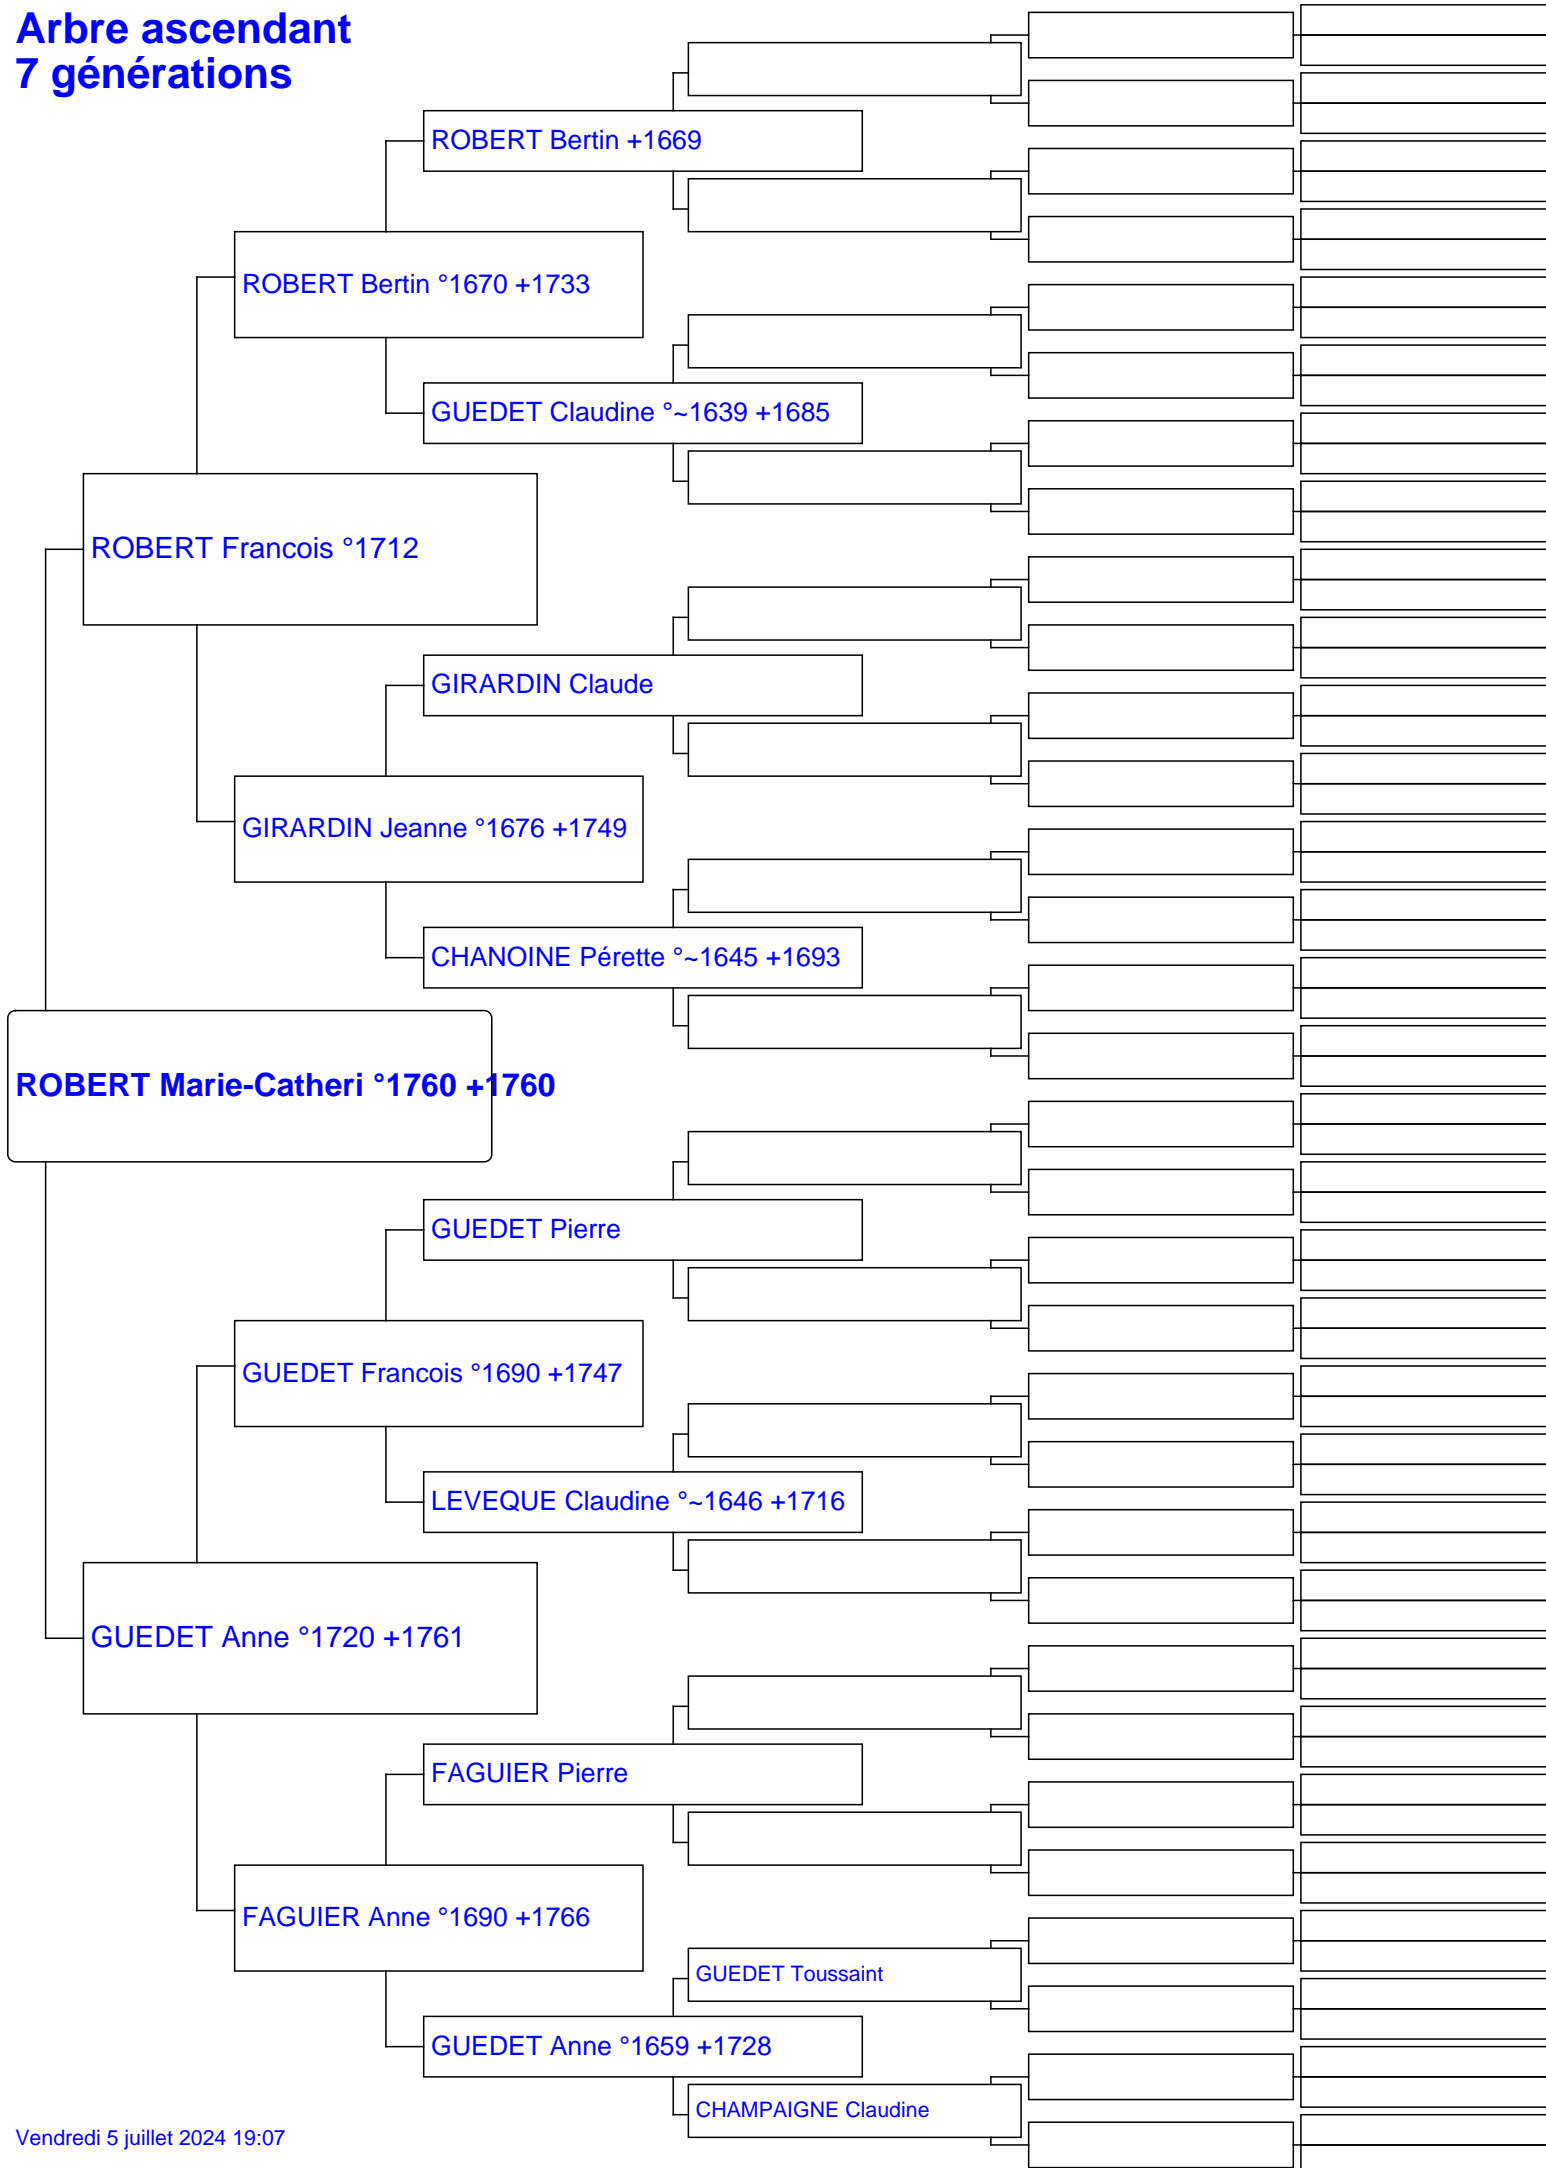 Arbre ascendant
7 générations
ROBERT Bertin +1669
ROBERT Bertin °1670 +1733
GUEDET Claudine °~1639 +1685
ROBERT Francois °1712
GIRARDIN Claude
GIRARDIN Jeanne °1676 +1749
CHANOINE Pérette °~1645 +1693
ROBERT Marie-Catheri °1760 +1760
GUEDET Pierre
GUEDET Francois °1690 +1747
LEVEQUE Claudine °~1646 +1716
GUEDET Anne °1720 +1761
FAGUIER Pierre
FAGUIER Anne °1690 +1766
GUEDET Toussaint
GUEDET Anne °1659 +1728
CHAMPAIGNE Claudine
Vendredi 5 juillet 2024 19:07